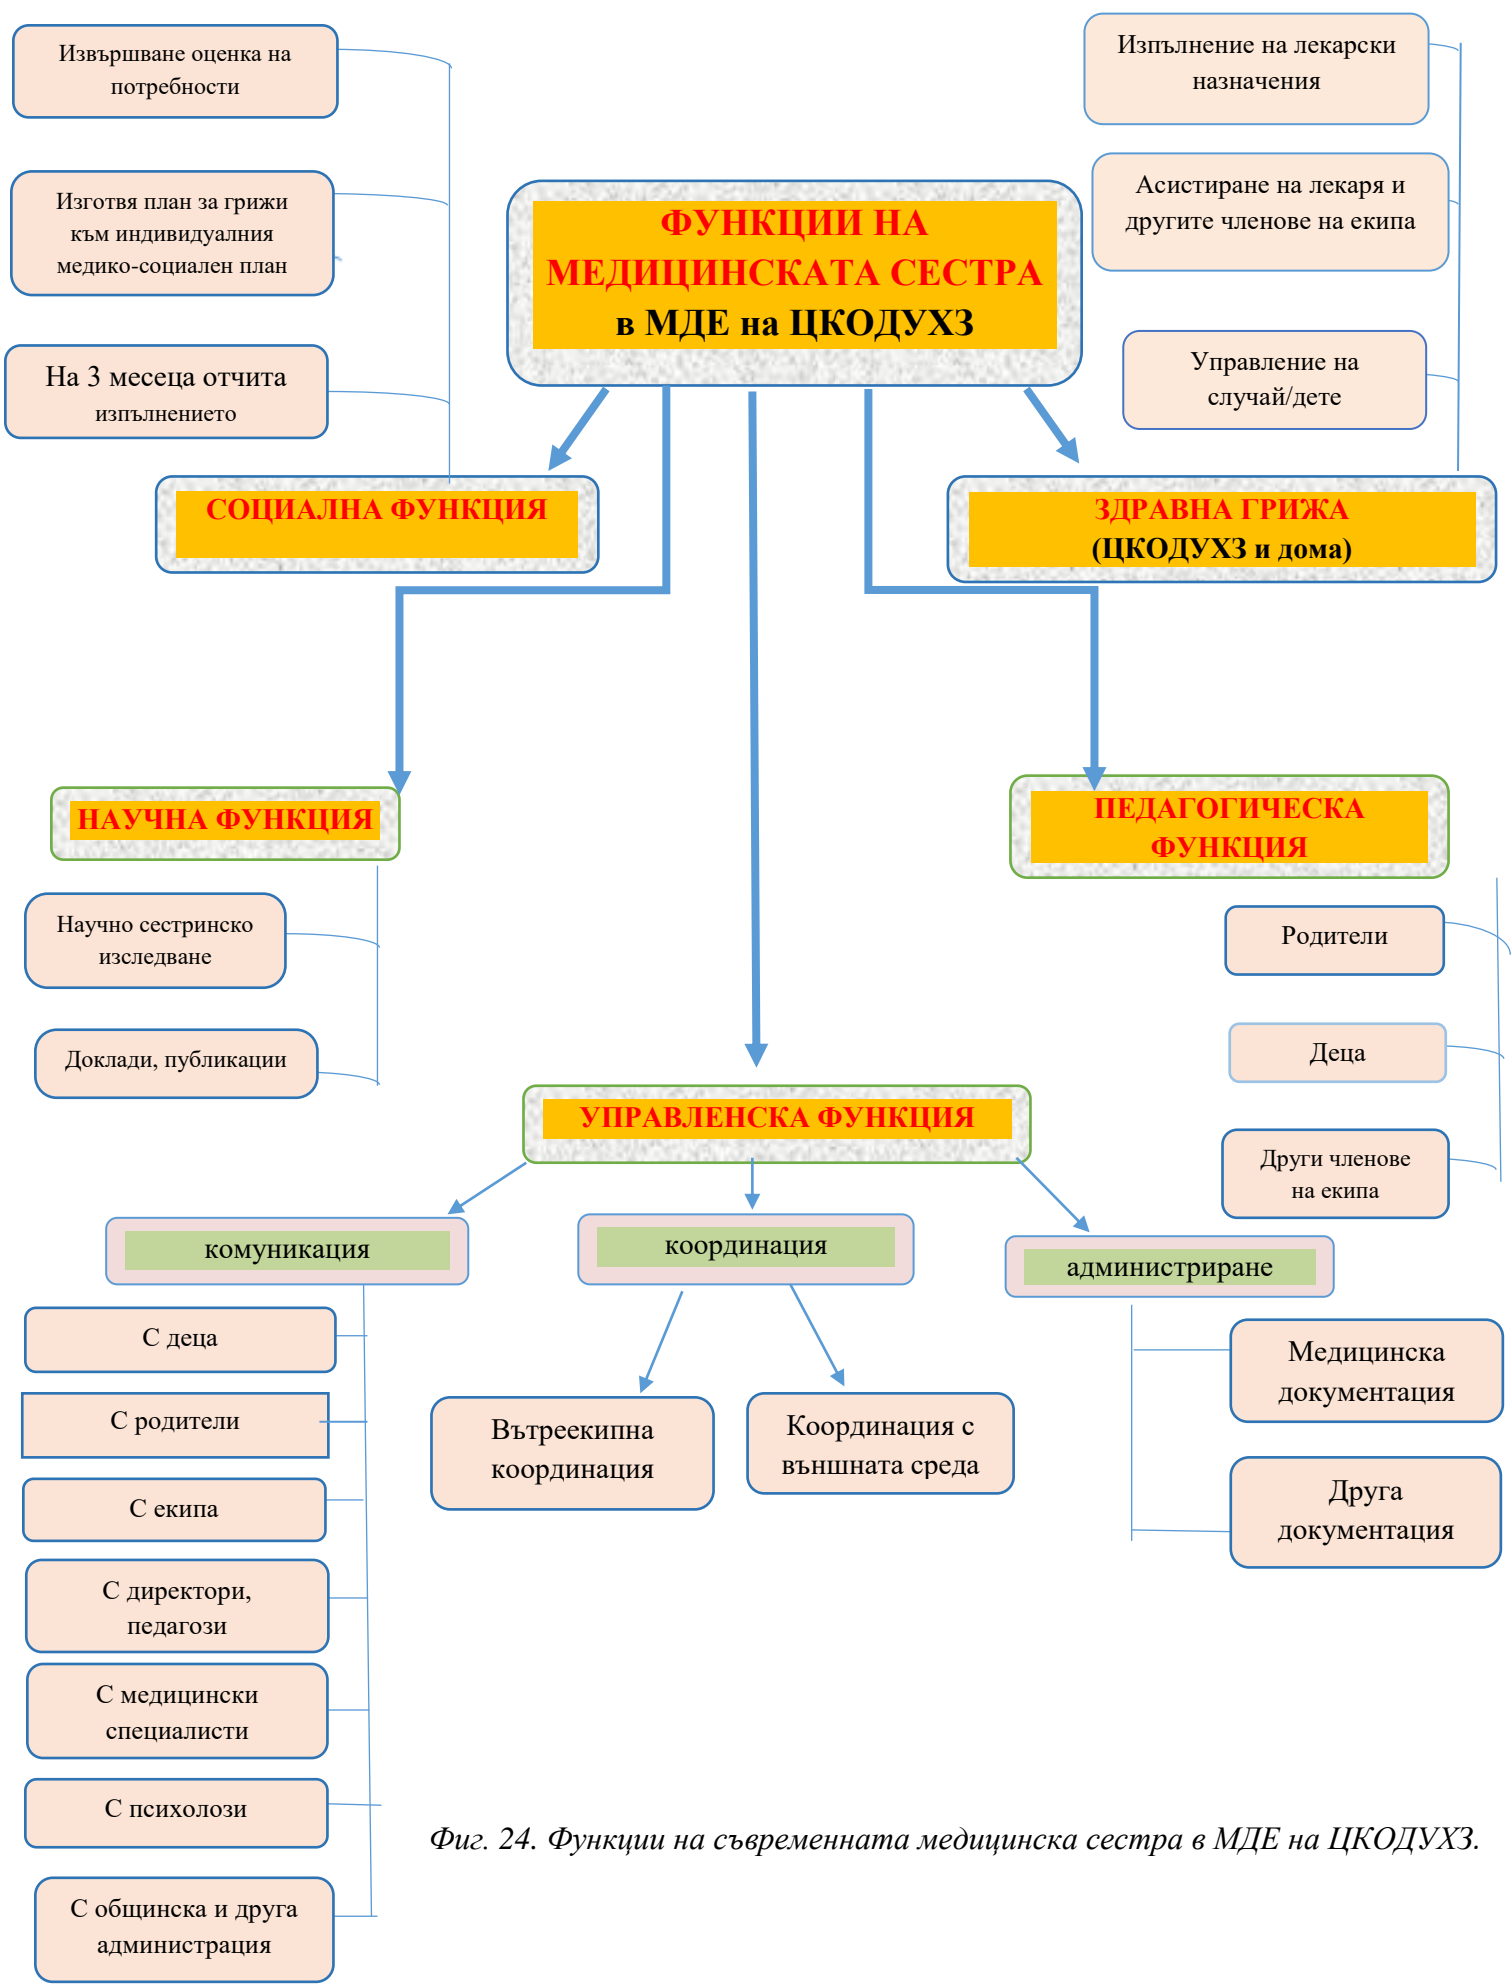 Извършване оценка на
потребности
Изготвя план за грижи
към индивидуалния
медико-социален план
На 3 месеца отчита
изпълнението
Изпълнение на лекарски
назначения
Асистиране на лекаря и
другите членове на екипа
Управление на
случай/дете
ФУНКЦИИ НА
МЕДИЦИНСКАТА СЕСТРА
в МДЕ на ЦКОДУХЗ
СОЦИАЛНА ФУНКЦИЯ
ЗДРАВНА ГРИЖА
(ЦКОДУХЗ и дома)
НАУЧНА ФУНКЦИЯ
Научно сестринско
изследване
Доклади, публикации
ПЕДАГОГИЧЕСКА
ФУНКЦИЯ
Родители
Деца
Други членове
на екипа
УПРАВЛЕНСКА ФУНКЦИЯ
комуникация
координация
администриране
С деца
С родители
С екипа
С директори,
педагози
С медицински
специалисти
С психолози
С общинска и друга
администрация
Вътреекипна
координация
Координация с
външната среда
Медицинска
документация
Друга
документация
Фиг. 24. Функции на съвременната медицинска сестра в МДЕ на ЦКОДУХЗ.